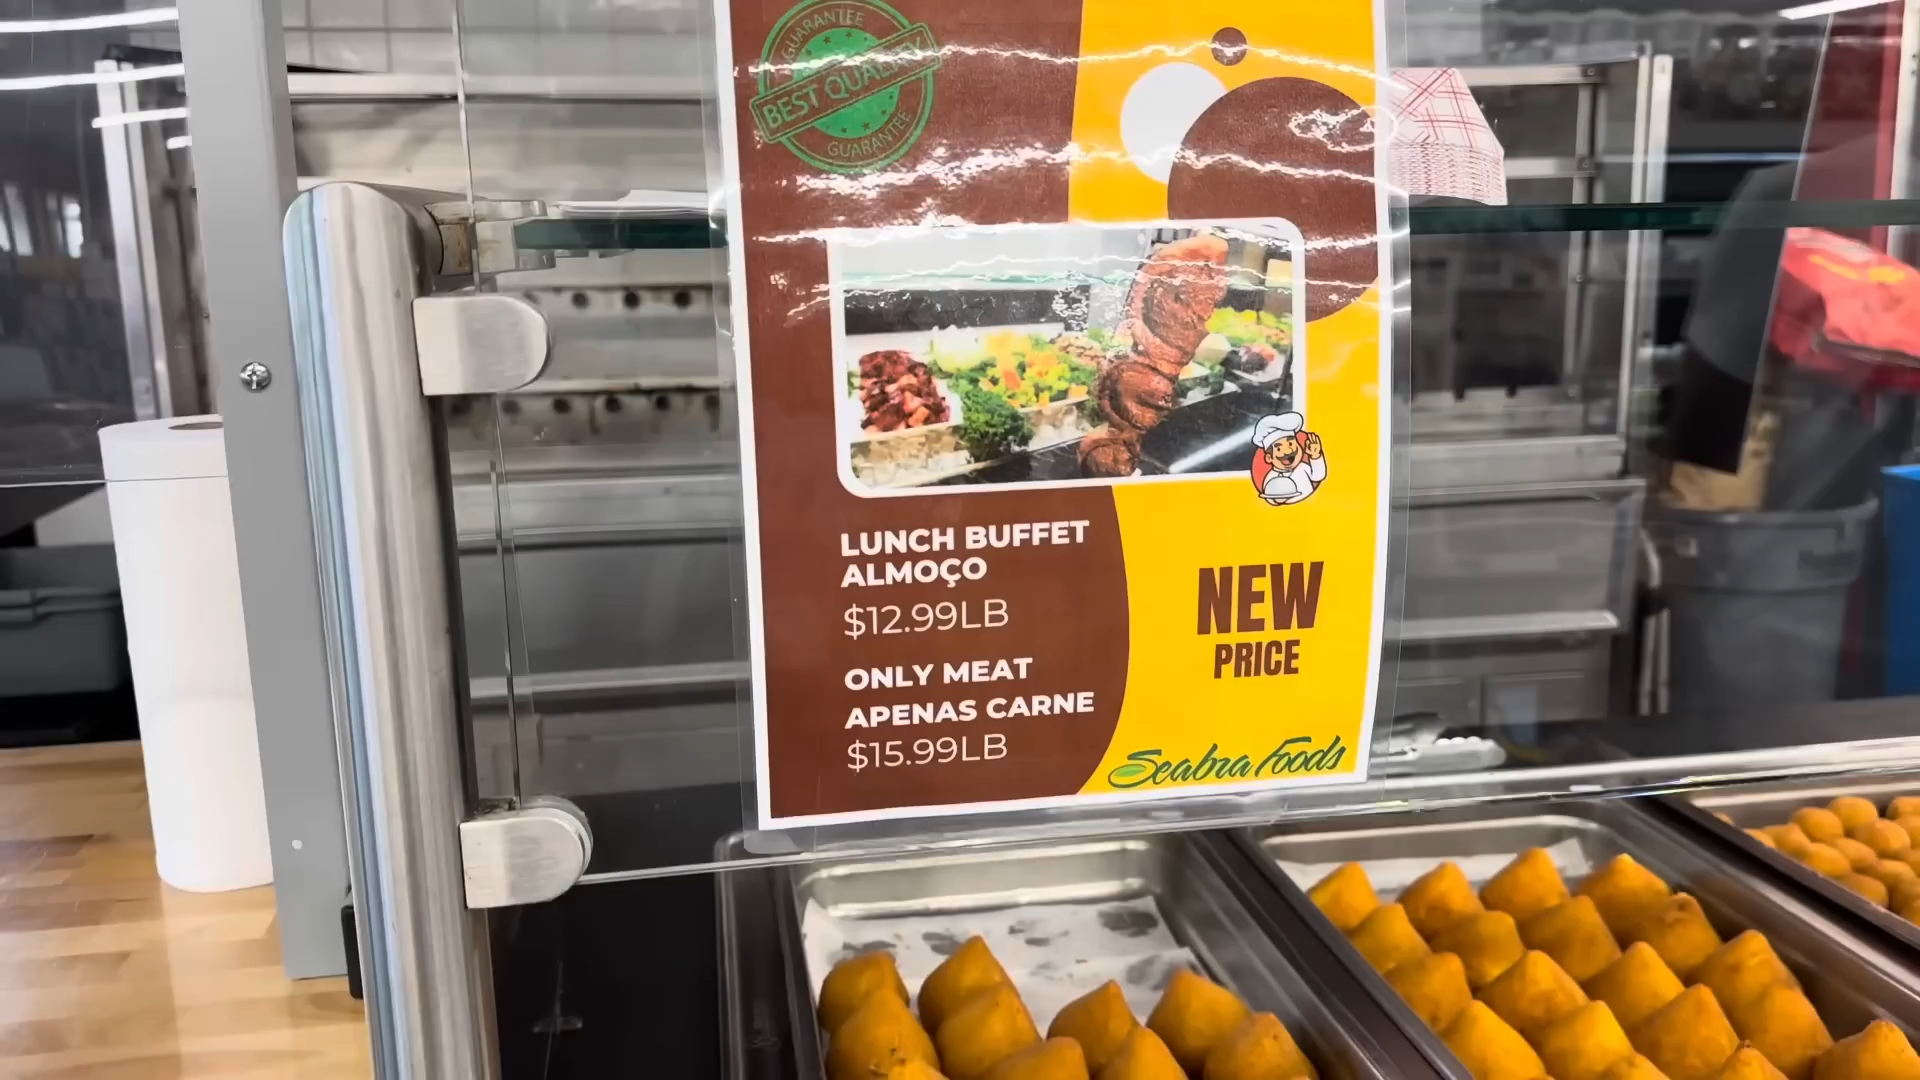 GUARANTEE
BEST QUALITY
GUARANTEE
LUNCH BUFFET
ALMOÇO
$12.99LB
ONLY MEAT
APENAS CARNE
$15.99LB
NEW
PRICE
Seabra Foods